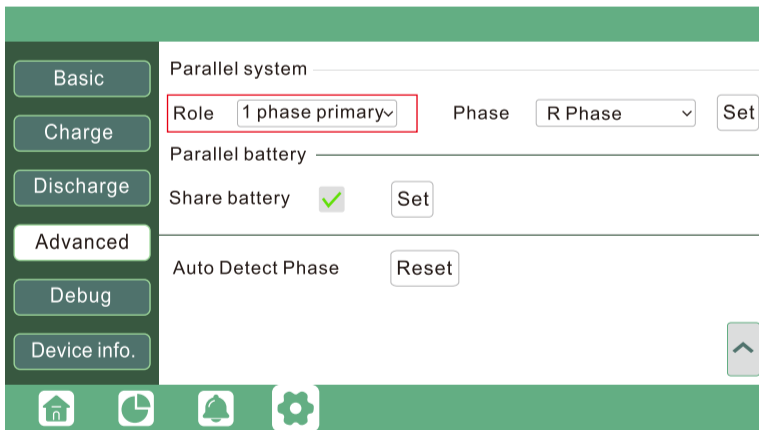 Basic
Charge
Discharge
Advanced
Debug
Device info.
Parallel system
Role 1 phase primary Phase R Phase Set
Parallel battery
Share battery Set
Auto Detect Phase Reset